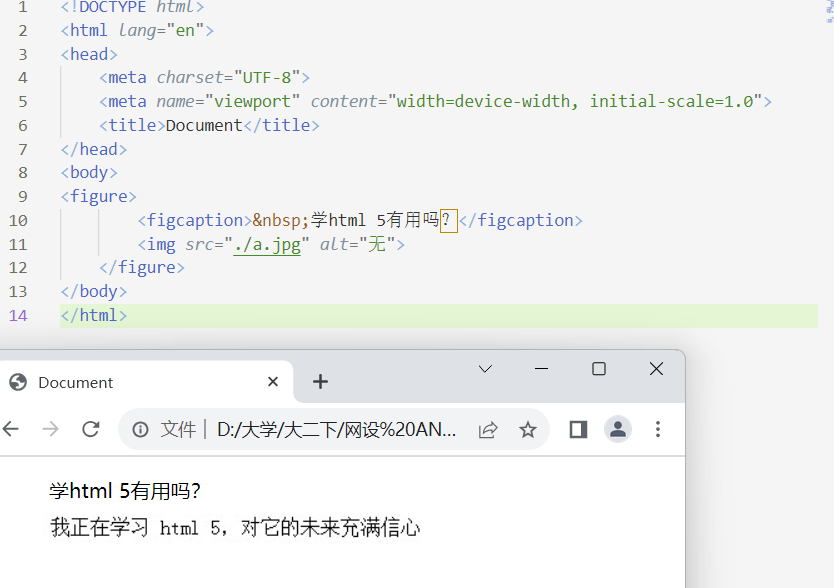 1 <!DOCTYPE html>
2 <html lang="en">
3 <head>
4 <meta charset="UTF-8">
5 <meta name="viewport" content="width=device-width, initial-scale=1.0">
6 <title>Document</title>
7 </head>
8 <body>
9 <figure>
10 <figcaption>&nbsp;学html 5有用吗？</figcaption>
11 <img src="./a.jpg" alt="无">
12 </figure>
13 </body>
14 </html>
Document
文件 | D:/大学/大二下/网设%20AN...
学html 5有用吗？
我正在学习 html 5，对它的未来充满信心